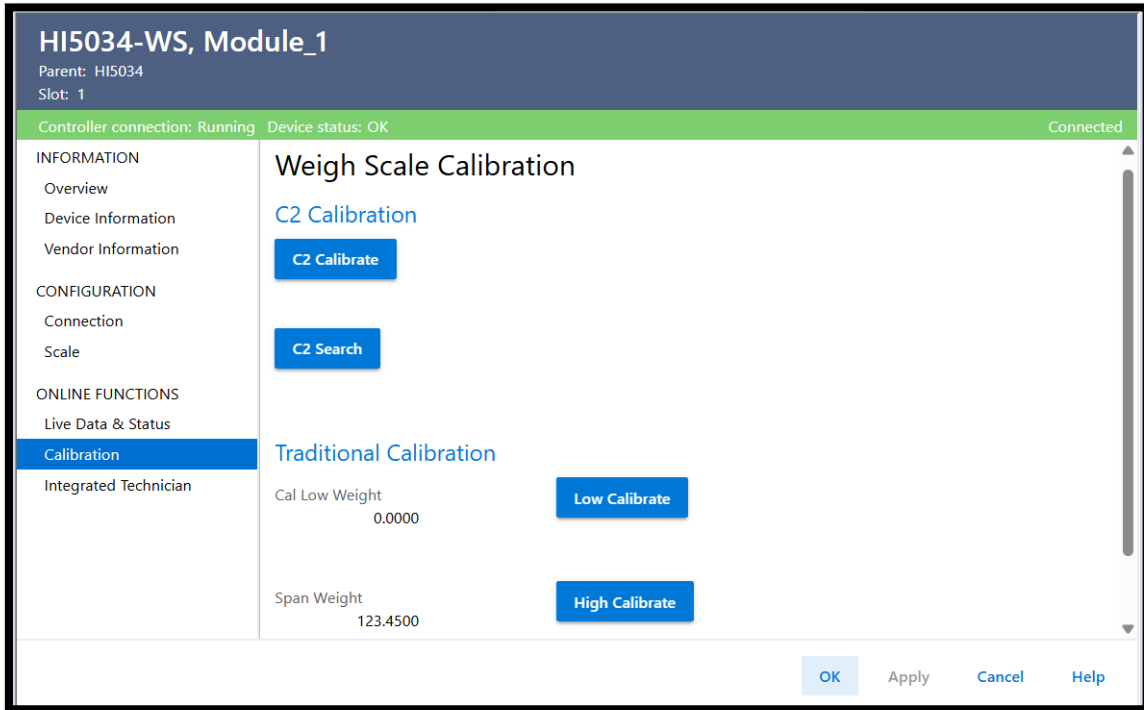 HI5034-WS, Module_1
Parent: HI5034
Slot: 1
Controller connection: Running Device status: OK Connected
INFORMATION
Overview
Device Information
Vendor Information
CONFIGURATION
Connection
Scale
ONLINE FUNCTIONS
Live Data & Status
Calibration
Integrated Technician
Weigh Scale Calibration
C2 Calibration
C2 Calibrate
C2 Search
Traditional Calibration
Cal Low Weight
0.0000
Low Calibrate
Span Weight
123.4500
High Calibrate
OK Apply Cancel Help